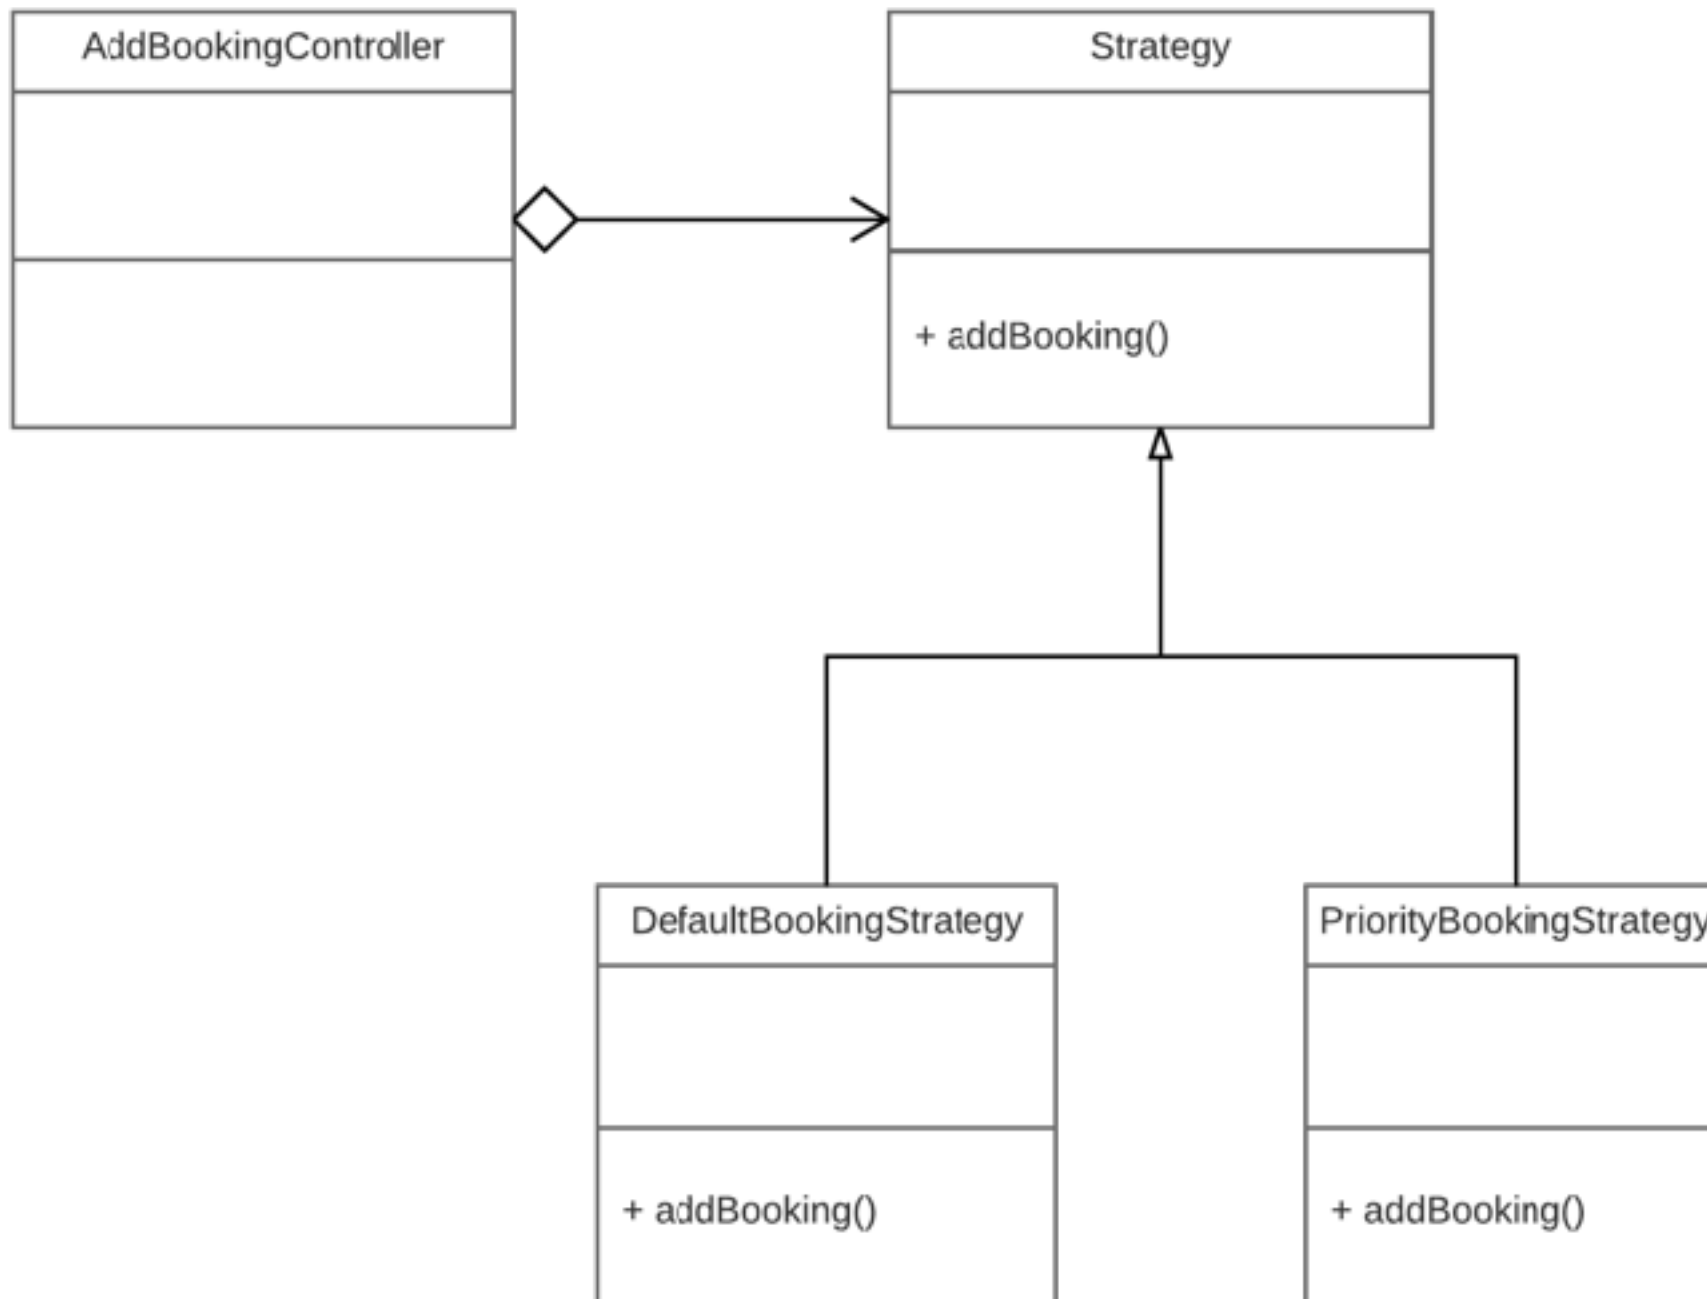 AddBookingController
Strategy
+ addBooking()
DefaultBookingStrategy
PriorityBookingStrategy
+ addBooking()
+ addBooking()